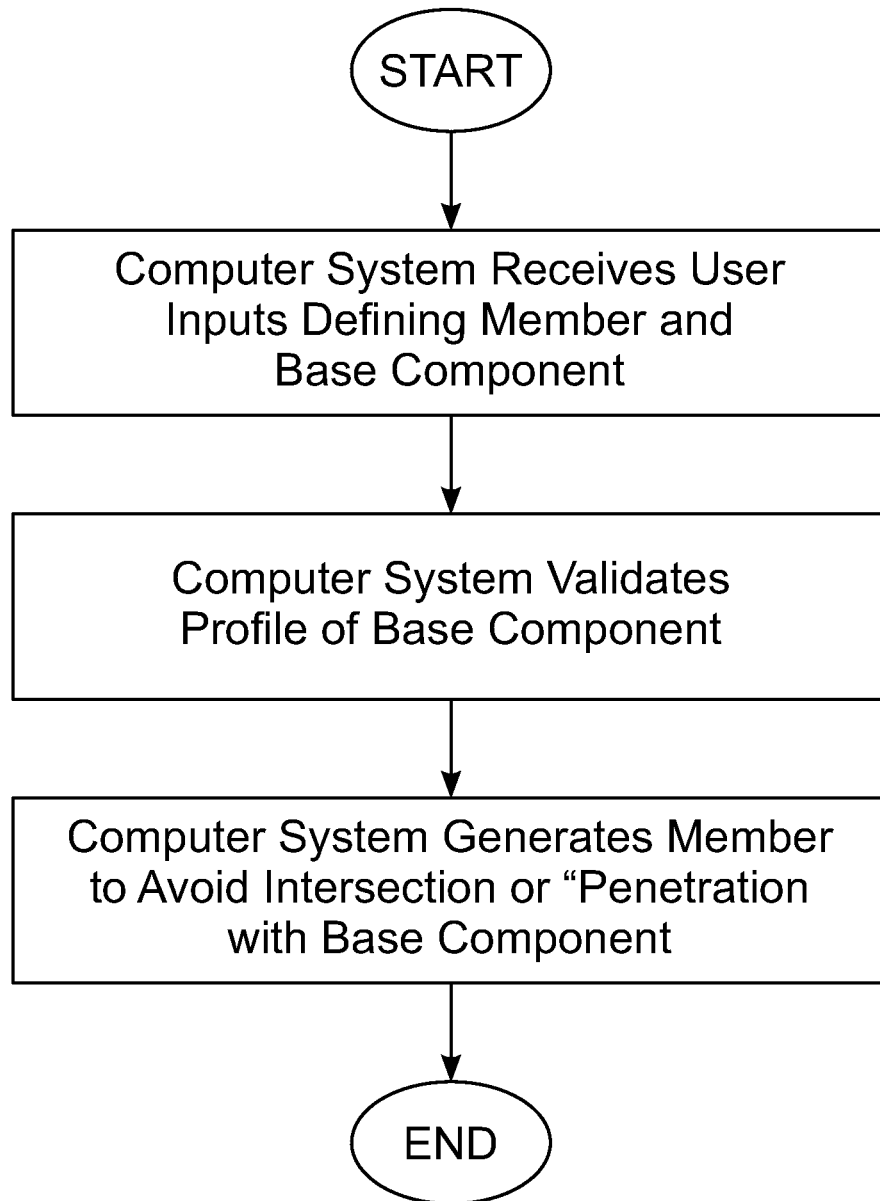 START
Computer System Receives User
Inputs Defining Member and
Base Component
Computer System Validates
Profile of Base Component
Computer System Generates Member
to Avoid Intersection or “Penetration
with Base Component
END